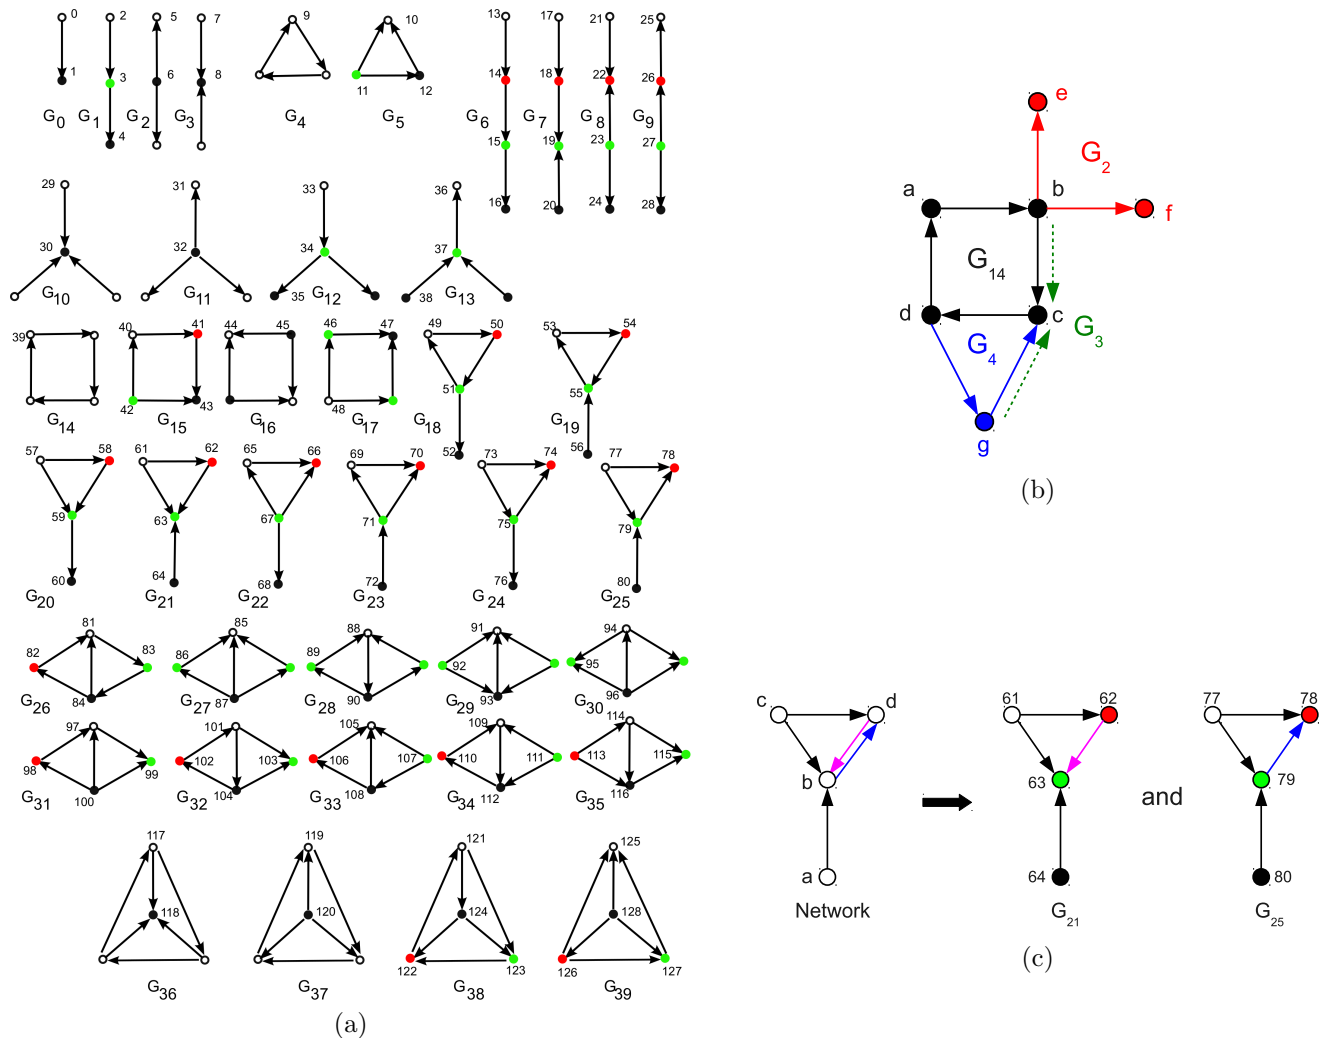 0 2 5 7 9 10 13 17 21 25
1 3 6 8 11 12 14 18 22 26
4 15 19 23 27
G0 G1 G2 G3 G4 G5 G6 G7 G8 G9
16 20 24 28
29 31 33 36
30 32 34 37
35 38
G10 G11 G12 G13
39 40 41 44 45 46 47 49 50 53 54
42 43 48 51 55
G14 G15 G16 G17 G18 G19
52 56
57 58 61 62 65 66 69 70 73 74 77 78
59 63 67 71 75 79
60 64 68 72 76 80
G20 G21 G22 G23 G24 G25
81 85 88 91 94
82 83 86 89 92 95
84 87 90 93 96
G26 G27 G28 G29 G30
97 101 105 109 114
98 99 102 103 106 107 110 111 113 115
100 104 108 112 116
G31 G32 G33 G34 G35
117 119 121 125
118 120 124 128
122 123 126 127
G36 G37 G38 G39
(a)
e
G2
a b
f
G14
d c
G4 G3
g
(b)
c d 61 62 77 78
b 63 79
and
a 64 80
Network G21 G25
(c)